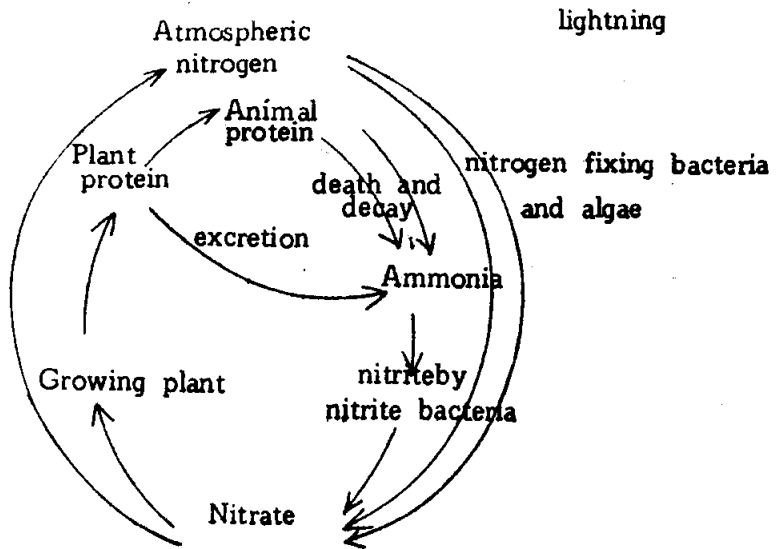 lightning
Atmospheric
nitrogen
Animal
protein
Plant
protein
nitrogen fixing bacteria
and algae
death and
decay
excretion
Ammonia
Growing plant
nitriteby
nitrite bacteria
Nitrate